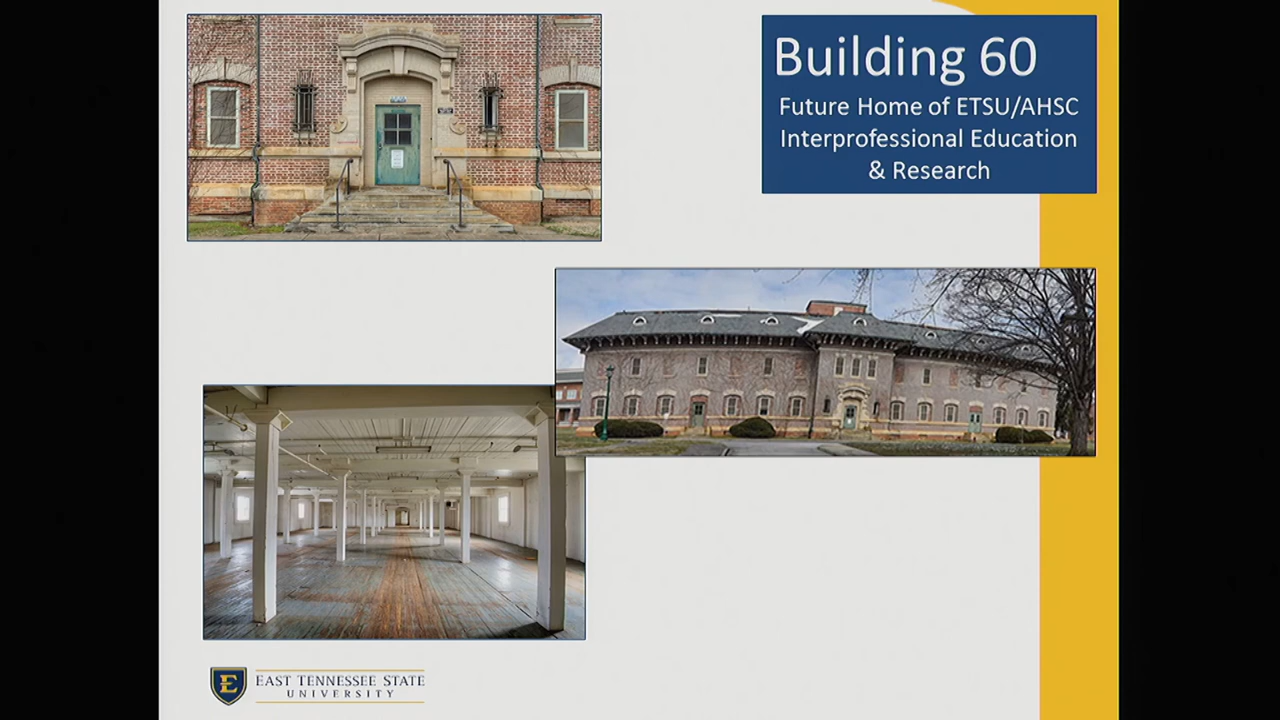 Building 60
Future Home of ETSU/AHSC
Interprofessional Education
& Research
E
EAST TENNESSEE STATE
UNIVERSITY